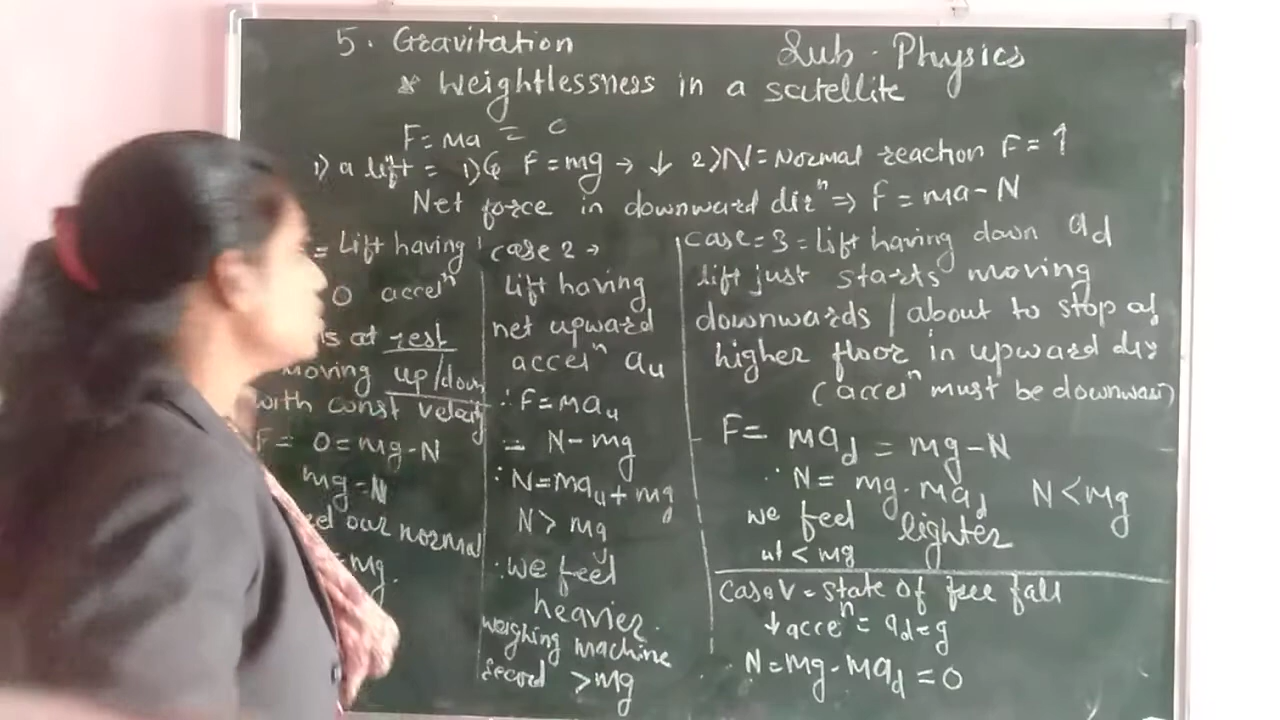 5. Gravitation
Sub - Physics
* Weightlessness in a satellite
F = ma = 0
1) a lift = 1) G F = mg → ↓ 2) N = Normal reaction F = ↑
Net force in downward dirⁿ ⇒ F = ma - N
= Lift having
0 accelⁿ
is at rest
moving up/down
with const velocity
F = 0 = mg - N
mg = N
our normal
= mg.
case 2 →
Lift having
net upward
accelⁿ au
∴ F = mau
= N - mg
∴ N = mau + mg
N > mg
∴ we feel
heavier.
weighing machine
record > mg
case = 3 = lift having down ad
lift just starts moving
downwards / about to stop at
higher floor in upward dir
(accelⁿ must be downward)
F = mad = mg - N
∴ N = mg - mad N < mg
we feel lighter
wt < mg
Case V = state of free fall
↓ acceⁿ = ad = g
N = mg - mad = 0